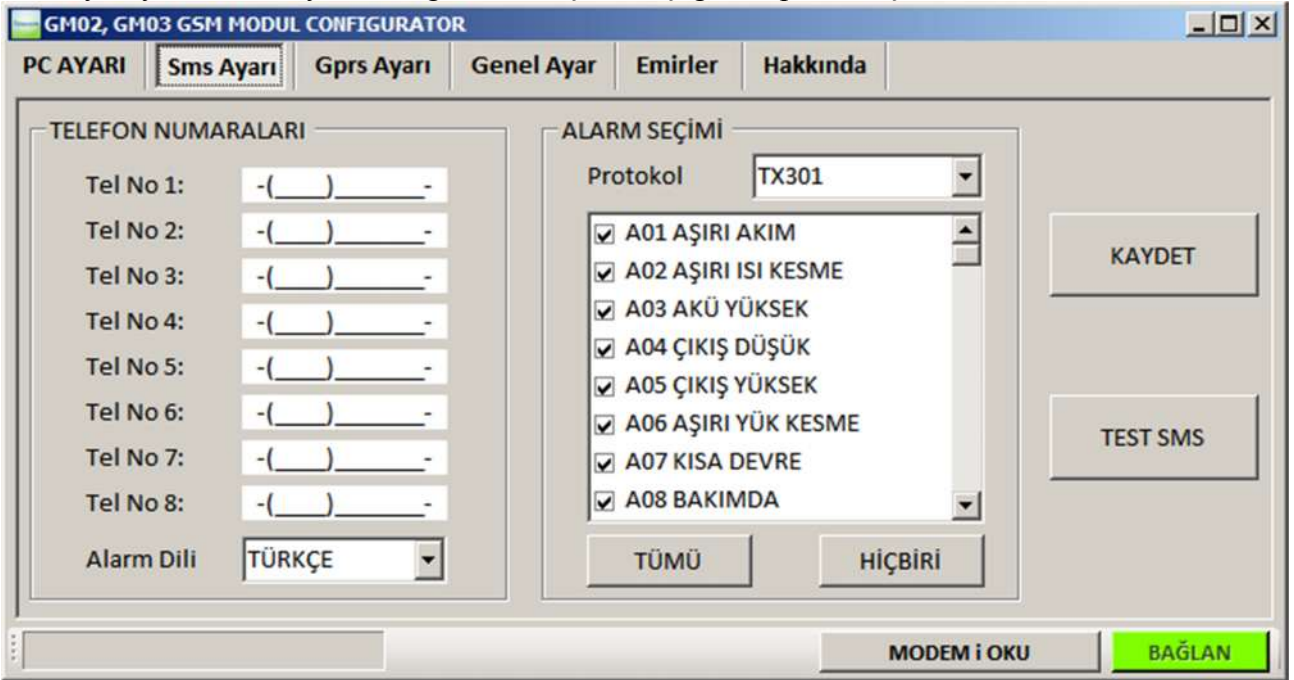 GM02, GM03 GSM MODUL CONFIGURATOR
PC AYARI Sms Ayarı Gprs Ayarı Genel Ayar Emirler Hakkında
TELEFON NUMARALARI
Tel No 1: -(___)_______-
Tel No 2: -(___)_______-
Tel No 3: -(___)_______-
Tel No 4: -(___)_______-
Tel No 5: -(___)_______-
Tel No 6: -(___)_______-
Tel No 7: -(___)_______-
Tel No 8: -(___)_______-
Alarm Dili TÜRKÇE
ALARM SEÇİMİ
Protokol TX301
A01 AŞIRI AKIM
A02 AŞIRI ISI KESME
A03 AKÜ YÜKSEK
A04 ÇIKIŞ DÜŞÜK
A05 ÇIKIŞ YÜKSEK
A06 AŞIRI YÜK KESME
A07 KISA DEVRE
A08 BAKIMDA
TÜMÜ HİÇBİRİ
KAYDET
TEST SMS
MODEM i OKU BAĞLAN